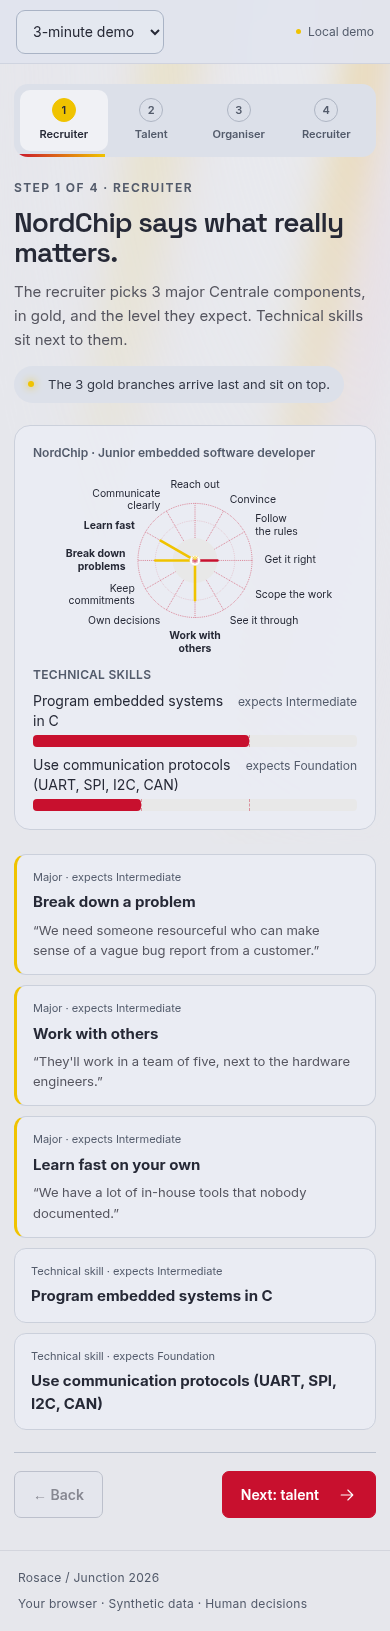 3-minute demo
Local demo
1
2
3
4
Recruiter
Talent
Organiser
Recruiter
STEP 1 OF 4 · RECRUITER
NordChip says what really
matters.
The recruiter picks 3 major Centrale components,
in gold, and the level they expect. Technical skills
sit next to them.
The 3 gold branches arrive last and sit on top.
NordChip · Junior embedded software developer
Reach out
Convince
Follow
the rules
Get it right
Scope the work
See it through
Work with
others
Own decisions
Keep
commitments
Break down
problems
Learn fast
Communicate
clearly
TECHNICAL SKILLS
Program embedded systems
in C
expects Intermediate
Use communication protocols
(UART, SPI, I2C, CAN)
expects Foundation
Major · expects Intermediate
Break down a problem
“We need someone resourceful who can make
sense of a vague bug report from a customer.”
Major · expects Intermediate
Work with others
“They'll work in a team of five, next to the hardware
engineers.”
Major · expects Intermediate
Learn fast on your own
“We have a lot of in-house tools that nobody
documented.”
Technical skill · expects Intermediate
Program embedded systems in C
Technical skill · expects Foundation
Use communication protocols (UART, SPI,
I2C, CAN)
← Back
Next: talent →
Rosace / Junction 2026
Your browser · Synthetic data · Human decisions